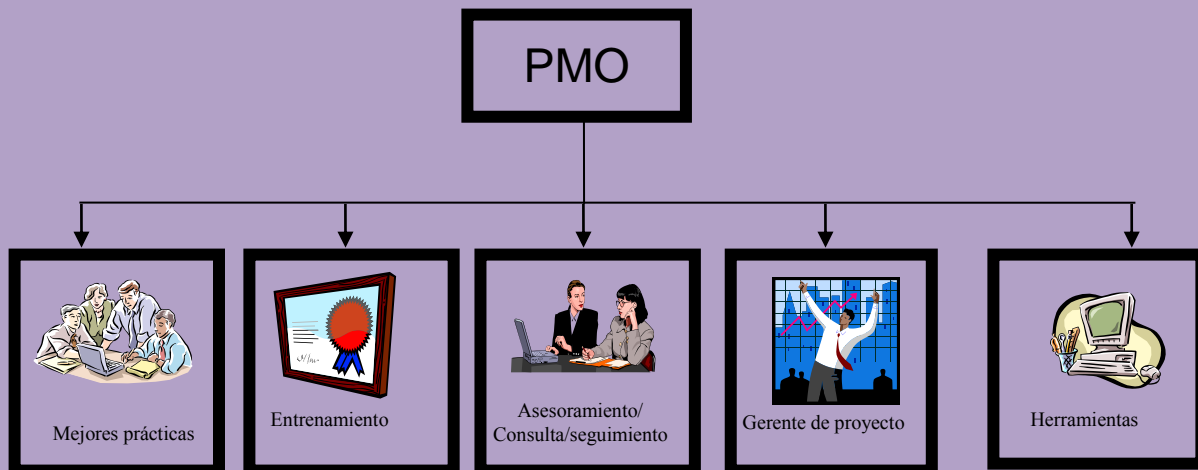 PMO
Mejores prácticas
Entrenamiento
Asesoramiento/
Consulta/seguimiento
Gerente de proyecto
Herramientas